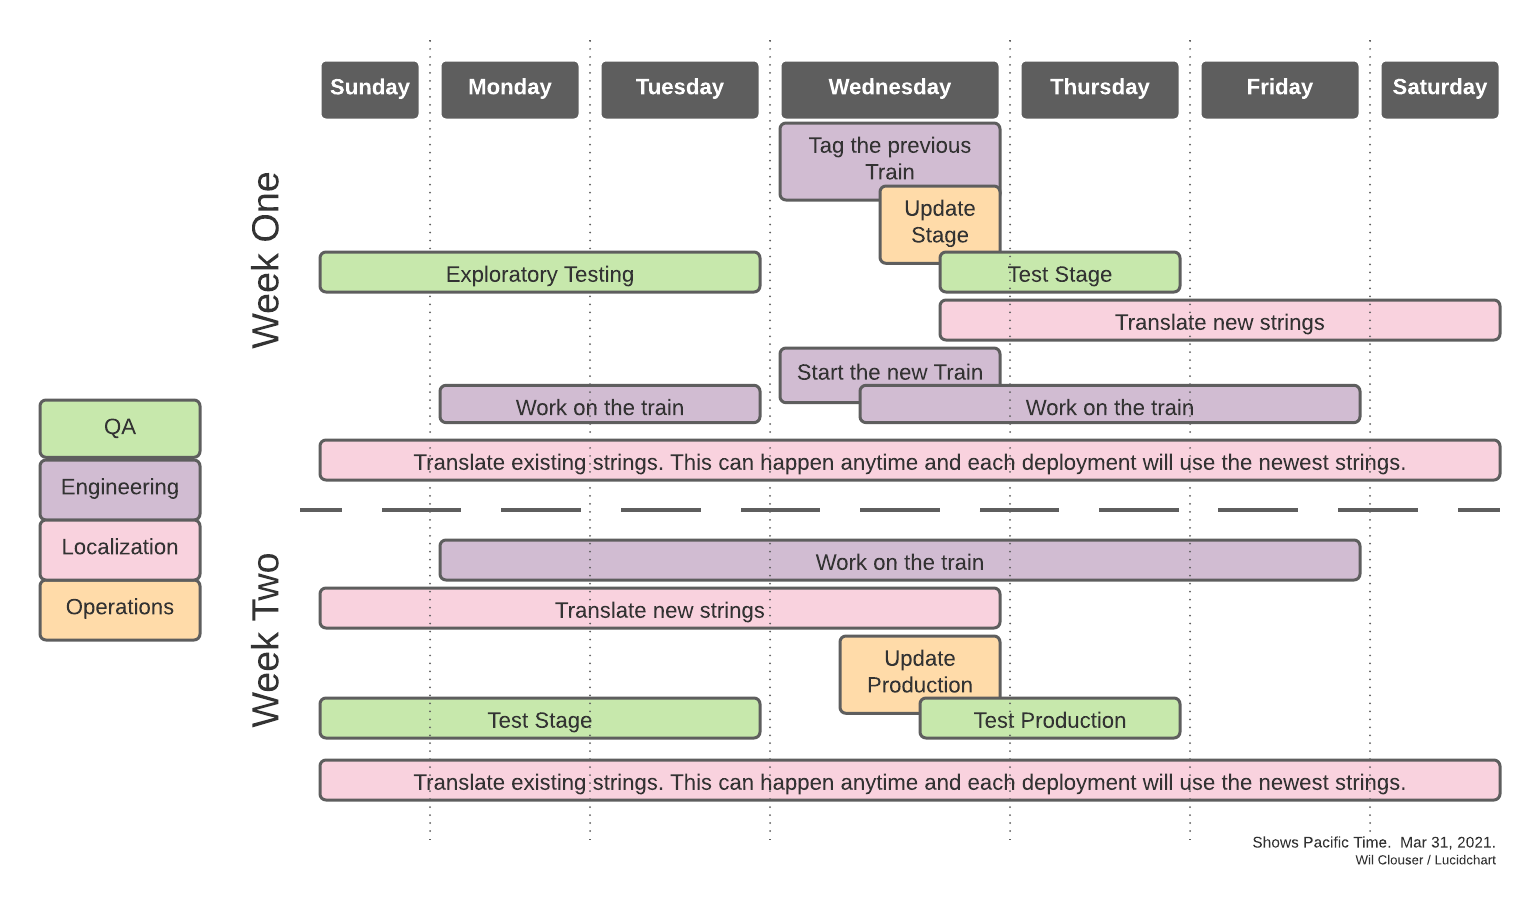 Sunday
Monday
Tuesday
Wednesday
Thursday
Friday
Saturday
Week One
Tag the previous
Train
Update
Stage
Exploratory Testing
Test Stage
Translate new strings
Start the new Train
Work on the train
Work on the train
Translate existing strings. This can happen anytime and each deployment will use the newest strings.
QA
Engineering
Localization
Operations
Week Two
Work on the train
Translate new strings
Update
Production
Test Stage
Test Production
Translate existing strings. This can happen anytime and each deployment will use the newest strings.
Shows Pacific Time.  Mar 31, 2021.
Wil Clouser / Lucidchart